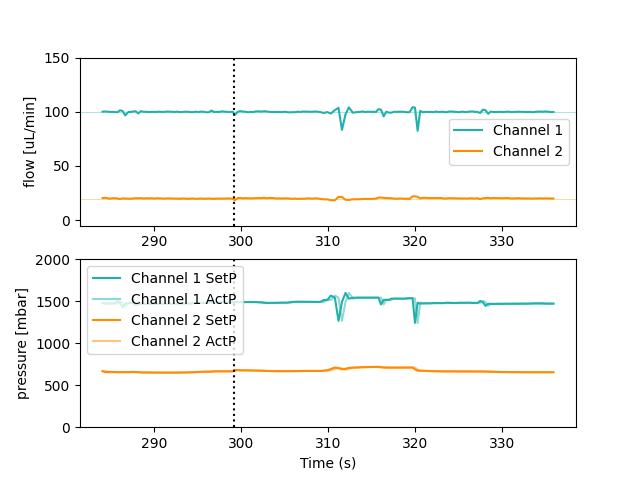 150
100
50
0
flow [uL/min]
Channel 1
Channel 2
290
300
310
320
330
2000
1500
1000
500
0
pressure [mbar]
Channel 1 SetP
Channel 1 ActP
Channel 2 SetP
Channel 2 ActP
290
300
310
320
330
Time (s)